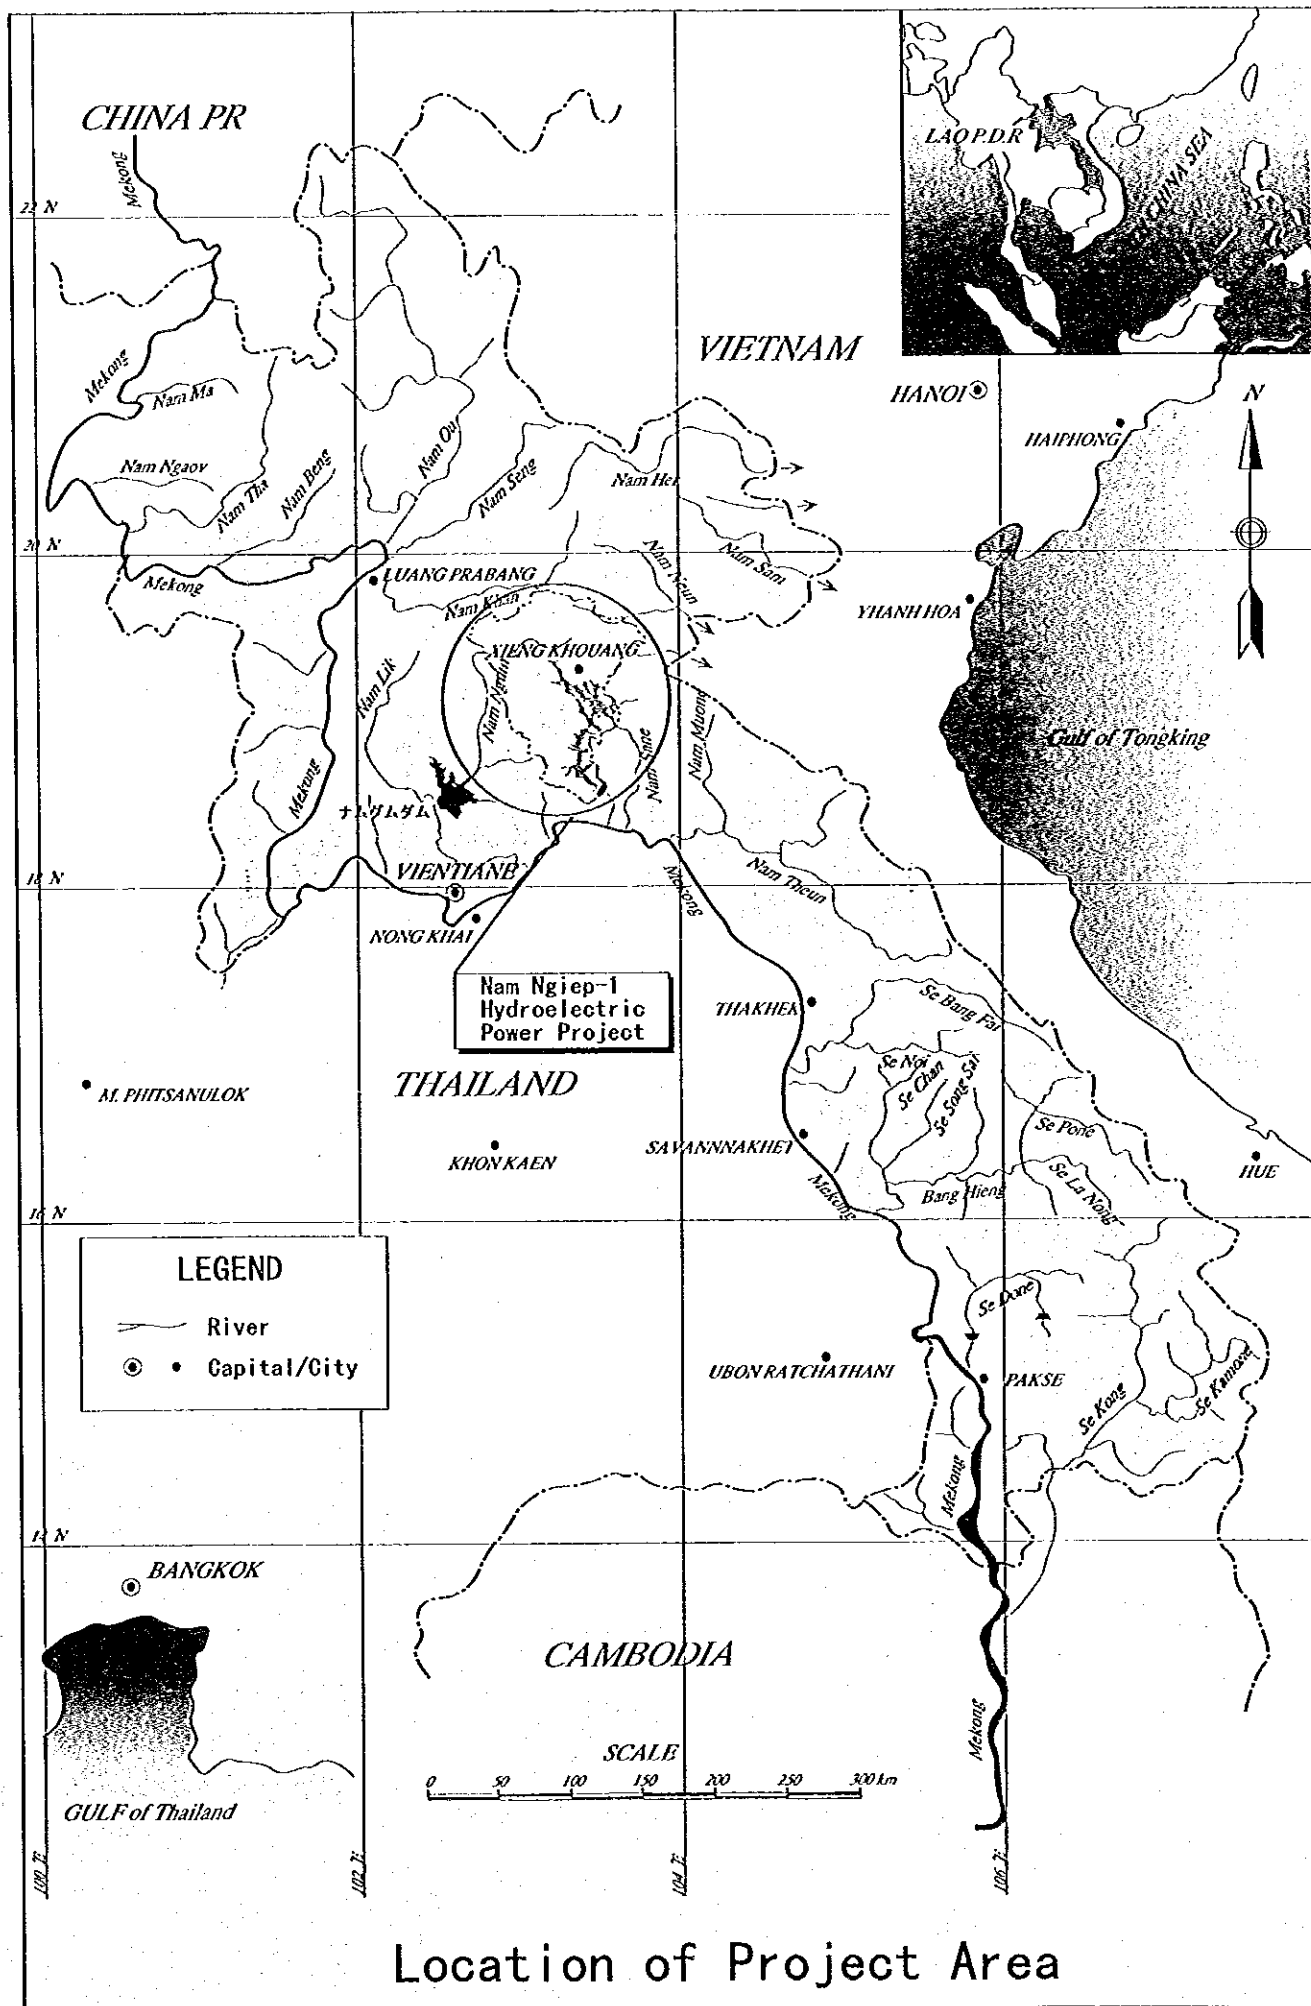 CHINA PR
Mekong
22 N
LAO P.D.R
CHINA SEA
VIETNAM
HANOI
HAIPHONG
N
Mekong
Nam Ma
Nam Ou
Nam Ngaov
Nam Tha
Nam Beng
Nam Seng
Nam Het
20 N
Mekong
LUANG PRABANG
Nam Khan
Nam Neun
Nam Sam
YHANH HOA
XIENG KHOUANG
Nam Lik
Nam Muong
Gulf of Tongking
Mekong
ナムグムダム
VIENTIANE
18 N
Mekong
Nam Theun
NONG KHAI
Nam Ngiep-1
Hydroelectric
Power Project
THAKHEK
Se Bang Fai
Se Noi
Se Chan
Se Song Sai
M. PHITSANULOK
THAILAND
KHON KAEN
SAVANNNAKHET
Se Pone
HUE
Mekong
Bang Hieng
Se La Nong
16 N
LEGEND
River
Capital/City
Se Done
UBON RATCHATHANI
PAKSE
Se Kong
Se Kamone
Mekong
14 N
BANGKOK
CAMBODIA
Mekong
SCALE
0 50 100 150 200 250 300 km
GULF of Thailand
100 E
102 E
104 E
106 E
Location of Project Area